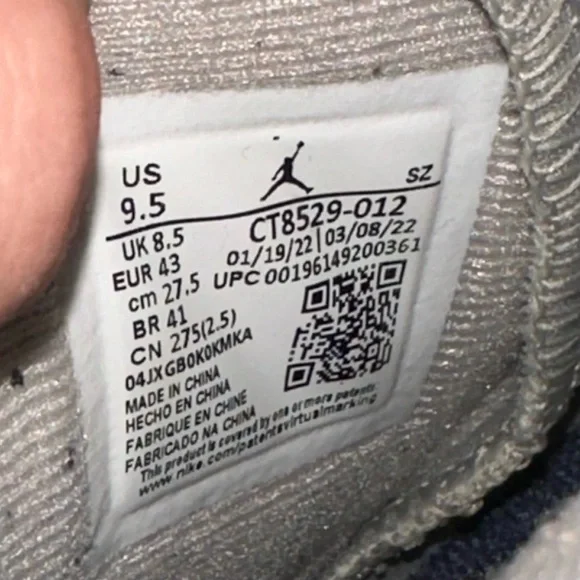 US
9.5
SZ
UK 8.5
EUR 43
cm 27.5
BR 41
CN 275(2.5)
04JXGB0K0KMKA
CT8529-012
01/19/22|03/08/22
UPC 00196149200361
MADE IN CHINA
HECHO EN CHINA
FABRIQUE EN CHINE
FABRICADO NA CHINA
This product is covered by one or more patents
www.nike.com/patentsvirtualmarking